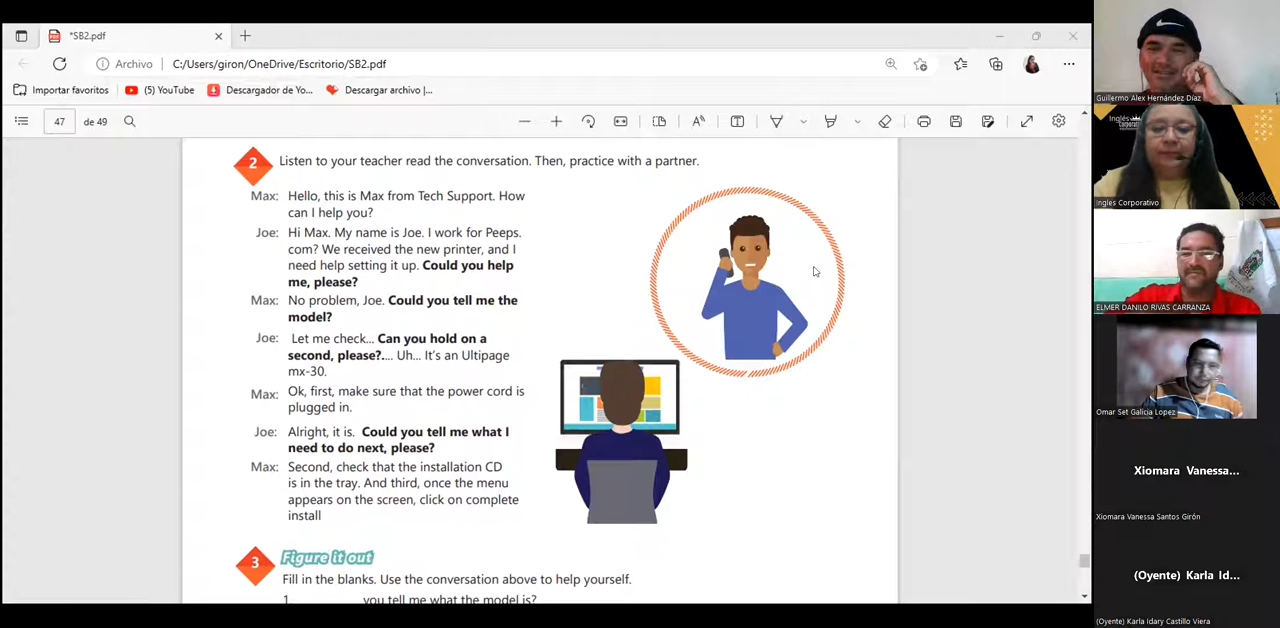 *SB2.pdf
Archivo
C:/Users/giron/OneDrive/Escritorio/SB2.pdf
Importar favoritos
(5) YouTube
Descargador de Yo...
Descargar archivo |...
47
de 49
2
Listen to your teacher read the conversation. Then, practice with a partner.
Max: Hello, this is Max from Tech Support. How
can I help you?
Joe: Hi Max. My name is Joe. I work for Peeps.
com? We received the new printer, and I
need help setting it up. Could you help
me, please?
Max: No problem, Joe. Could you tell me the
model?
Joe: Let me check... Can you hold on a
second, please?.... Uh... It's an Ultipage
mx-30.
Max: Ok, first, make sure that the power cord is
plugged in.
Joe: Alright, it is. Could you tell me what I
need to do next, please?
Max: Second, check that the installation CD
is in the tray. And third, once the menu
appears on the screen, click on complete
install
3
Figure it out
Fill in the blanks. Use the conversation above to help yourself.
1. ________ you tell me what the model is?
Guillermo Alex Hernández Díaz
Inglés
Corporativo
Ingles Corporativo
ELMER DANILO RIVAS CARRANZA
Omar Set Galicia Lopez
Xiomara Vanessa...
Xiomara Vanessa Santos Girón
(Oyente) Karla Id...
(Oyente) Karla Idary Castillo Viera